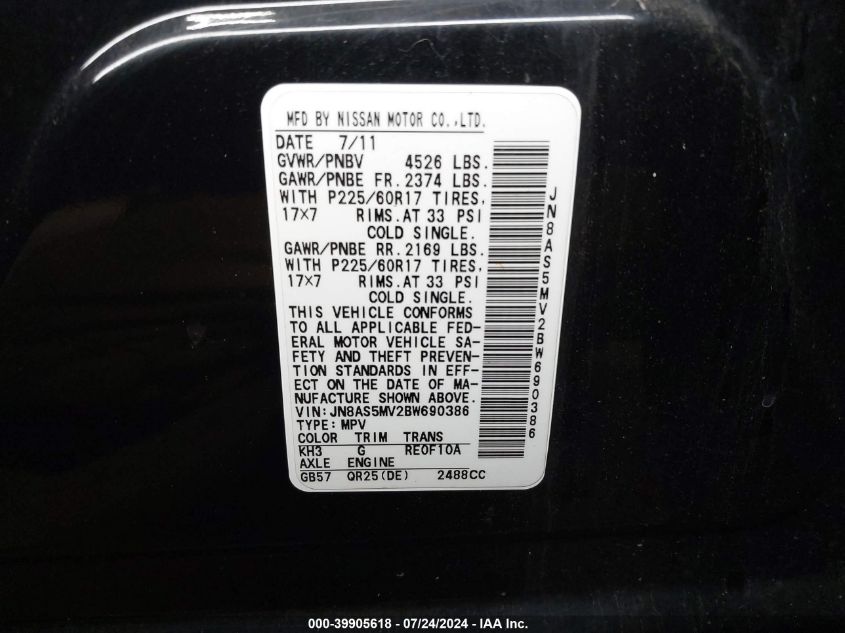 MFD BY NISSAN MOTOR CO.,LTD.
DATE 7/11
GVWR/PNBV 4526 LBS.
GAWR/PNBE FR. 2374 LBS.
WITH P225/60R17 TIRES,
17×7 RIMS.AT 33 PSI
COLD SINGLE.
GAWR/PNBE RR. 2169 LBS.
WITH P225/60R17 TIRES,
17×7 RIMS.AT 33 PSI
COLD SINGLE.
THIS VEHICLE CONFORMS
TO ALL APPLICABLE FED-
ERAL MOTOR VEHICLE SA-
FETY AND THEFT PREVEN-
TION STANDARDS IN EFF-
ECT ON THE DATE OF MA-
NUFACTURE SHOWN ABOVE.
VIN:JN8AS5MV2BW690386
TYPE:MPV
COLOR TRIM TRANS
KH3 G RE0F10A
AXLE ENGINE
GB57 QR25(DE) 2488CC
JN8AS5MV2BW690386
000-39905618 - 07/24/2024 - IAA Inc.